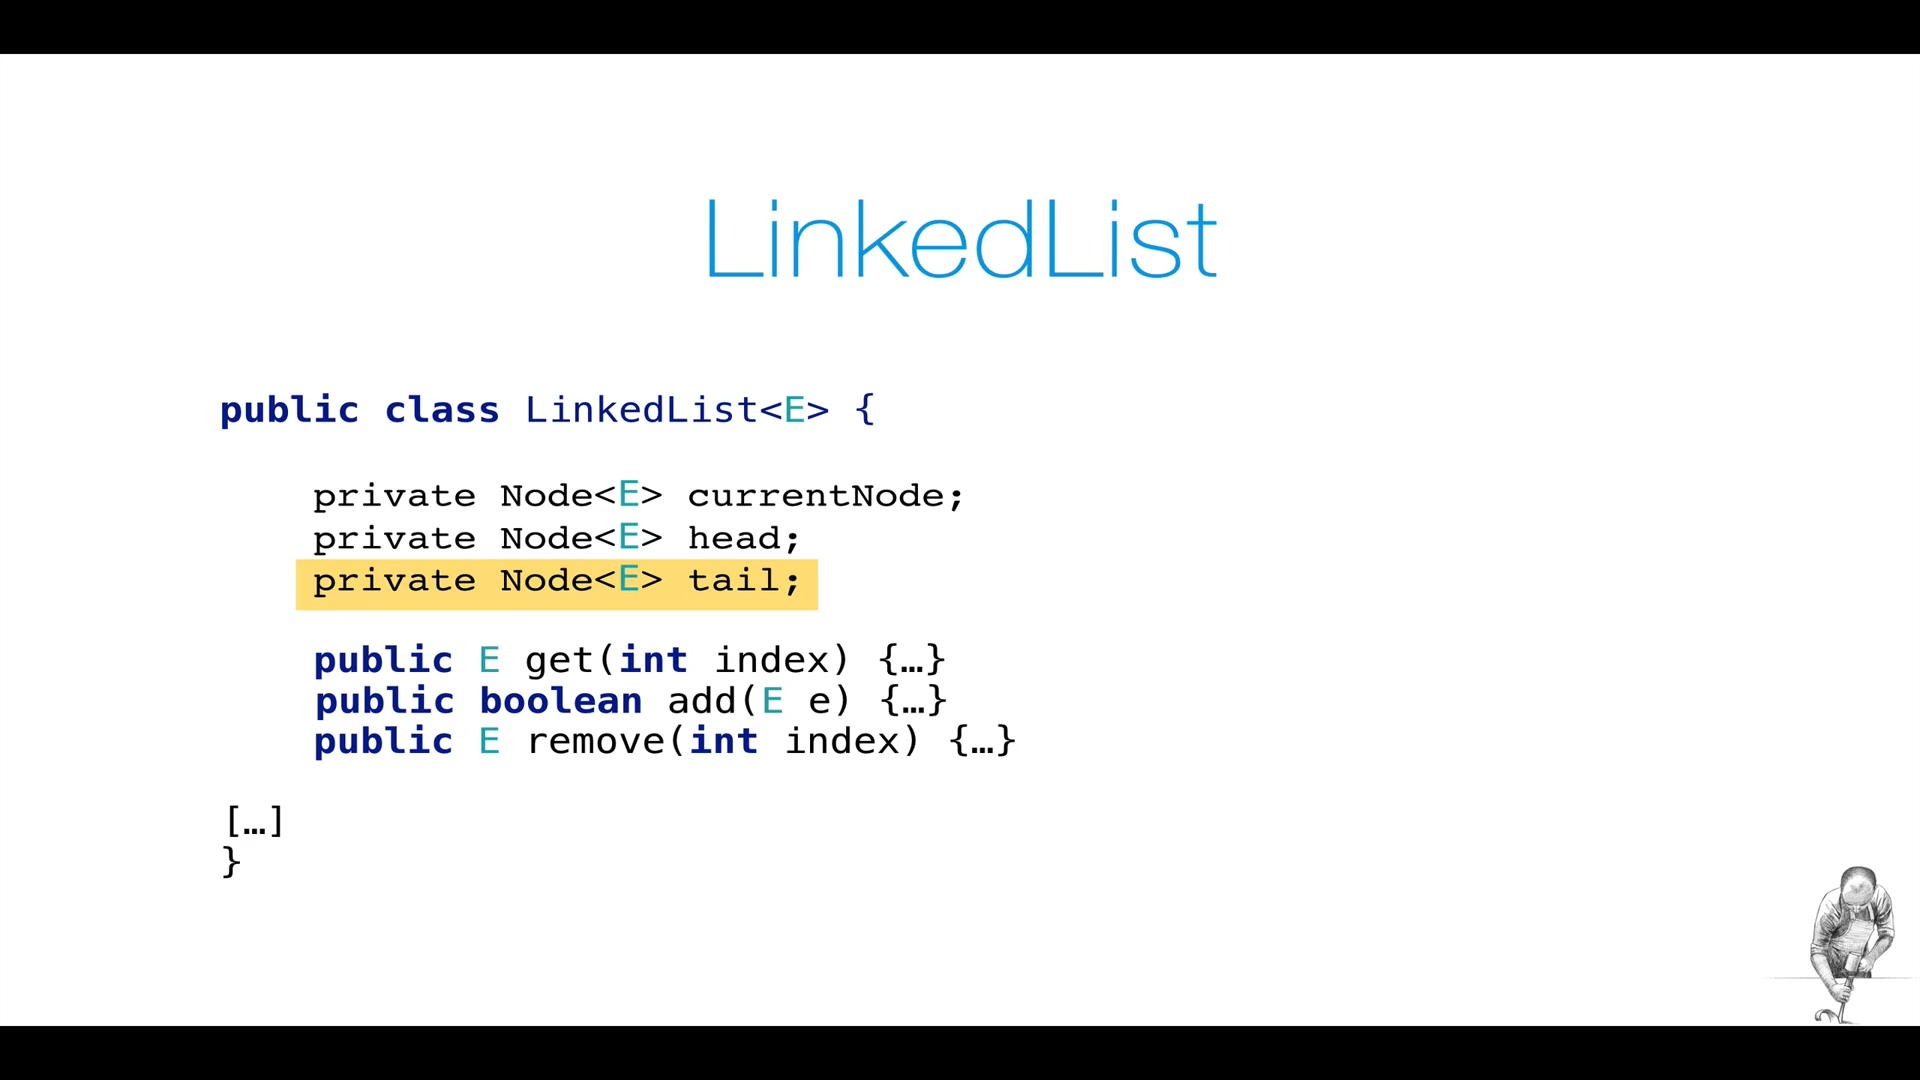 LinkedList
public class LinkedList<E> {
private Node<E> currentNode;
private Node<E> head;
private Node<E> tail;
public E get(int index) {…}
public boolean add(E e) {…}
public E remove(int index) {…}
[…]
}